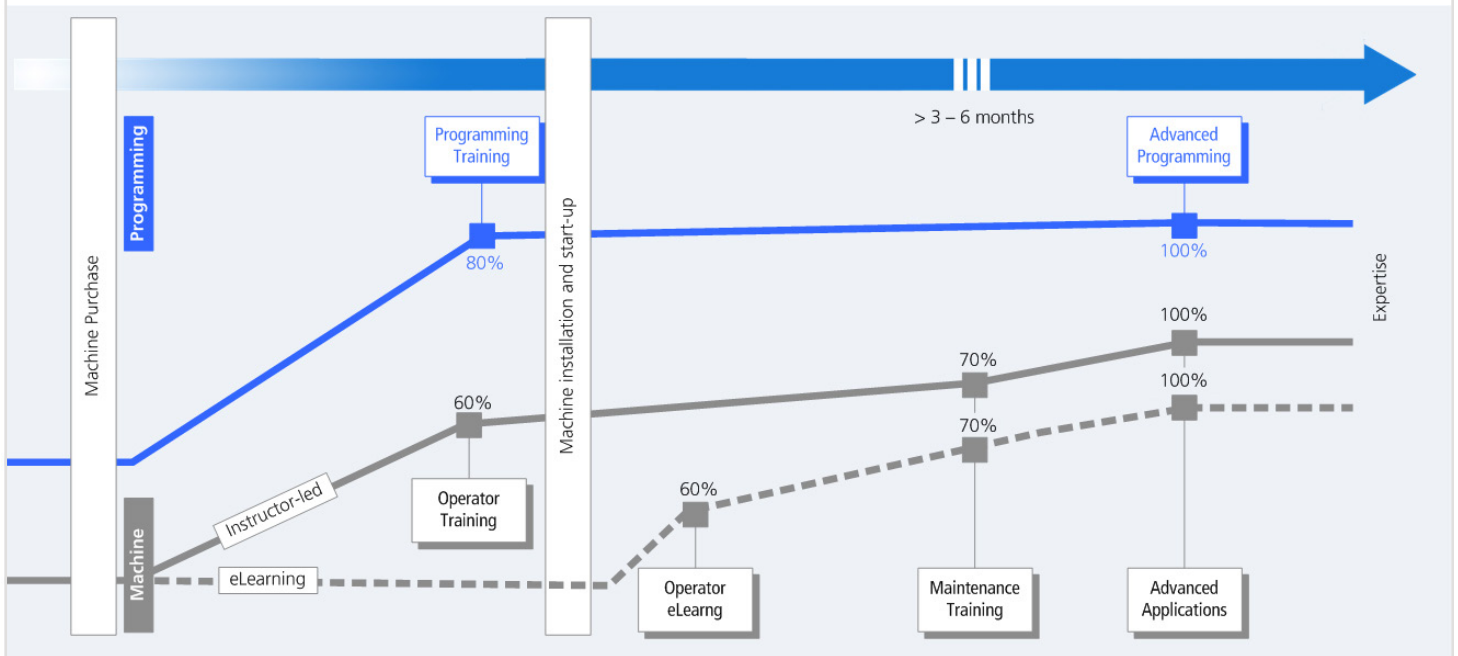 > 3 – 6 months
Programming
Programming
Training
Advanced
Programming
80%
100%
Machine Purchase
Machine installation and start-up
Expertise
100%
70%
100%
60%
70%
60%
Instructor-led
Operator
Training
Machine
eLearning
Operator
eLearng
Maintenance
Training
Advanced
Applications